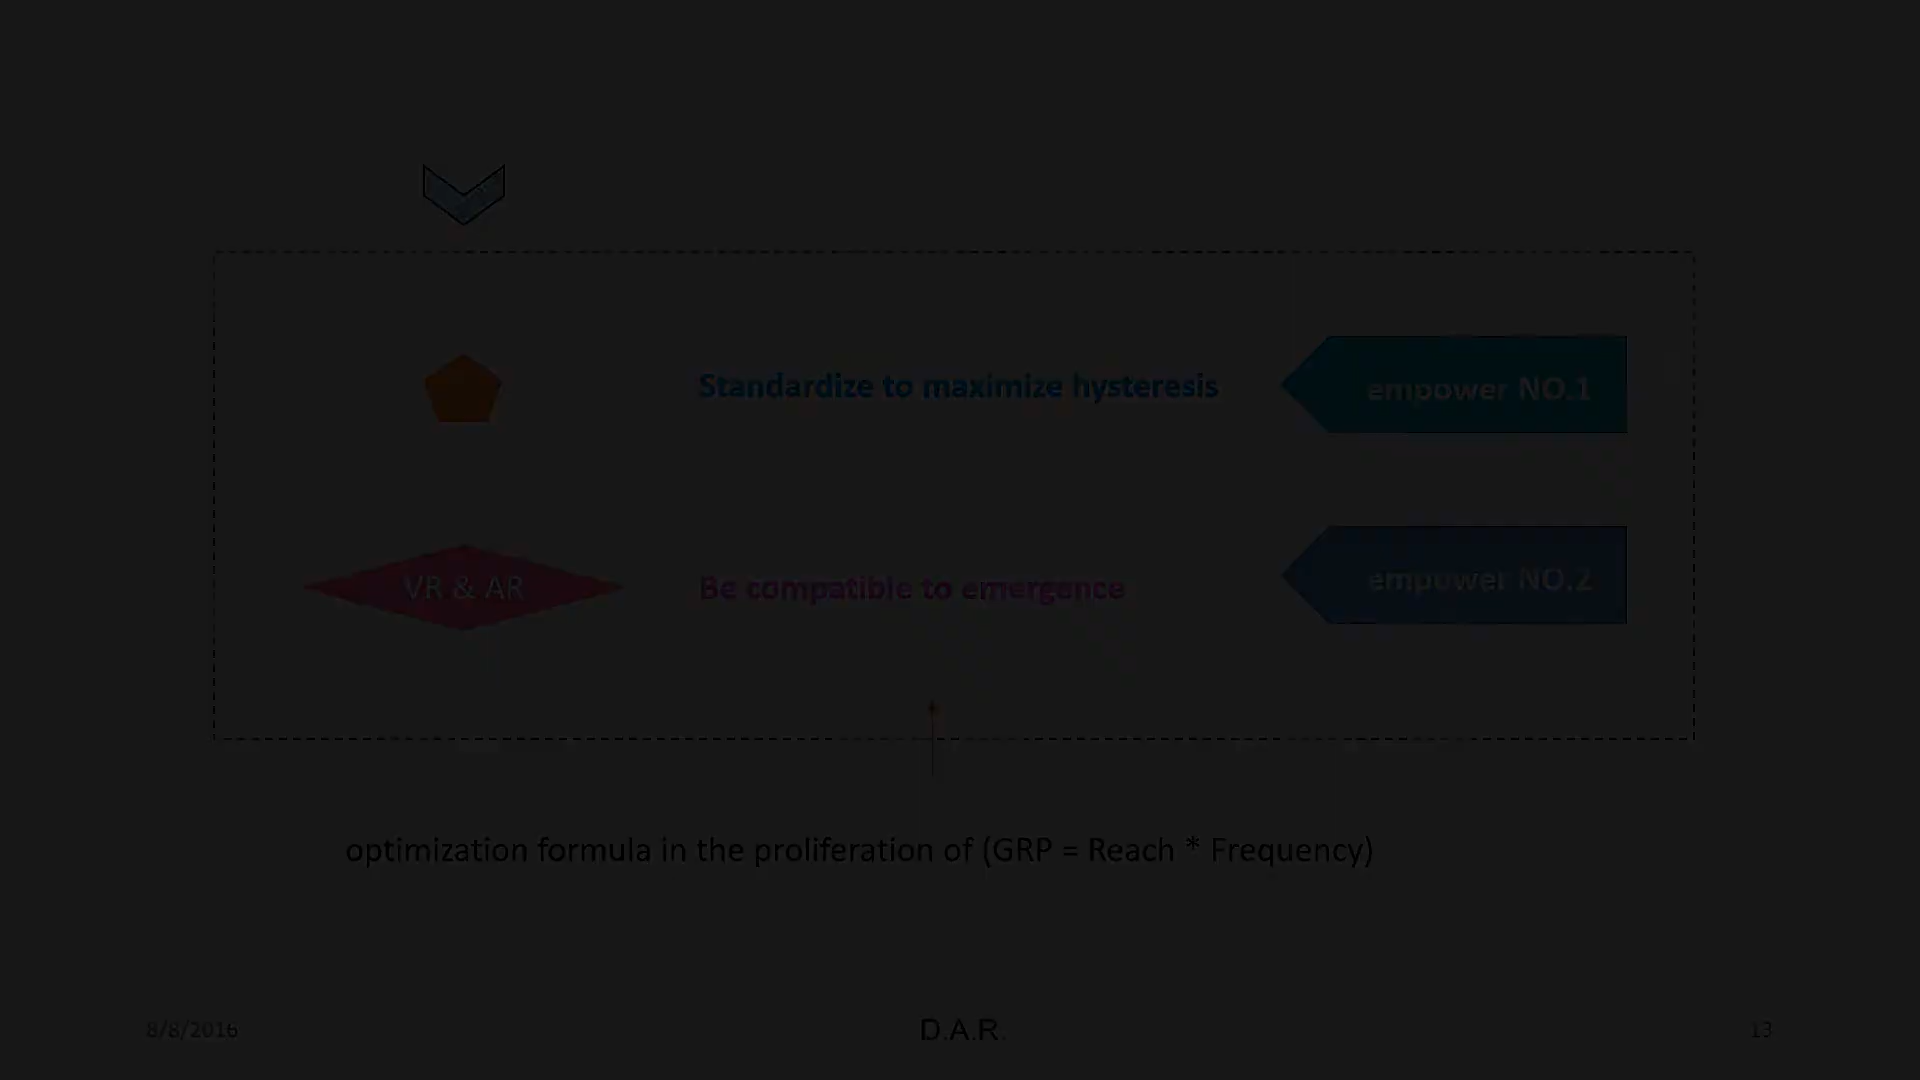 Standardize to maximize hysteresis
empower NO.1
VR & AR
Be compatible to emergence
empower NO.2
optimization formula in the proliferation of (GRP = Reach * Frequency)
8/8/2016
D.A.R.
13